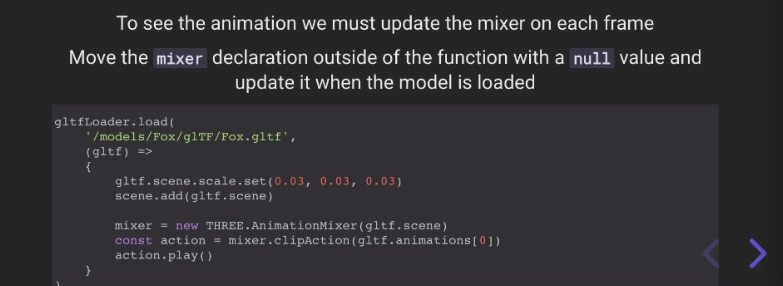 To see the animation we must update the mixer on each frame
Move the mixer declaration outside of the function with a null value and
update it when the model is loaded
gltfLoader.load(
'/models/Fox/glTF/Fox.gltf',
(gltf) =>
{
gltf.scene.scale.set(0.03, 0.03, 0.03)
scene.add(gltf.scene)
mixer = new THREE.AnimationMixer(gltf.scene)
const action = mixer.clipAction(gltf.animations[0])
action.play()
}
)